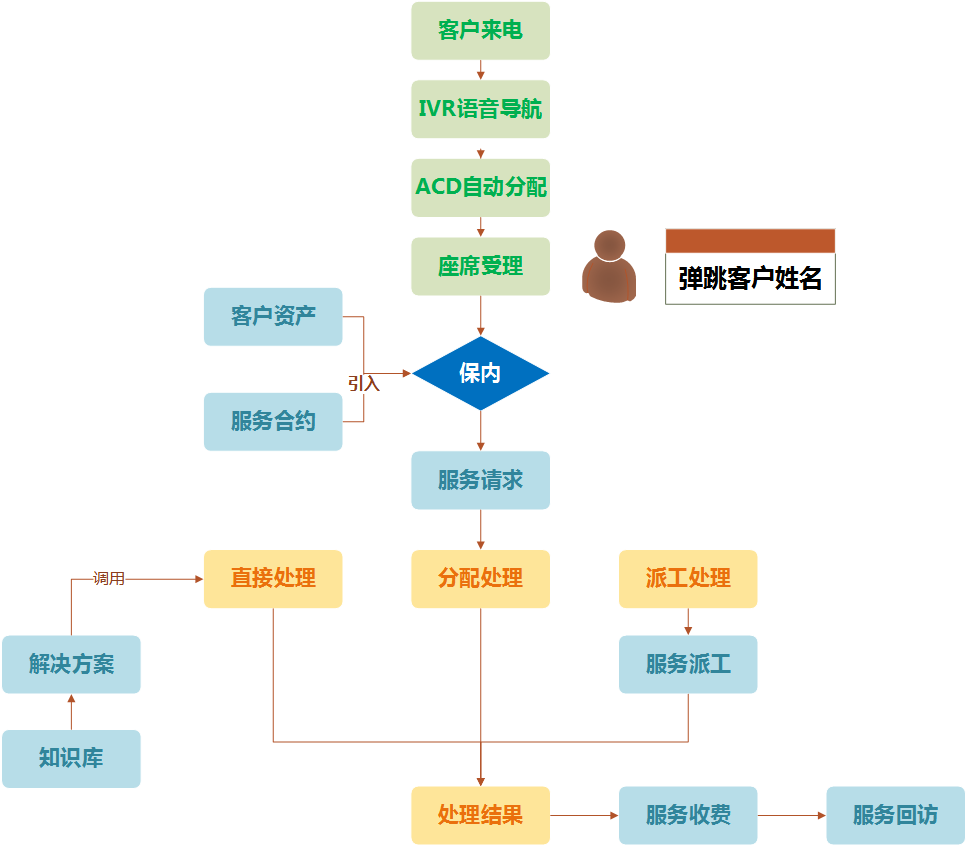 客户来电
IVR语音导航
ACD自动分配
座席受理
弹跳客户姓名
客户资产
保内
引入
服务合约
服务请求
直接处理
分配处理
派工处理
调用
解决方案
服务派工
知识库
处理结果
服务收费
服务回访